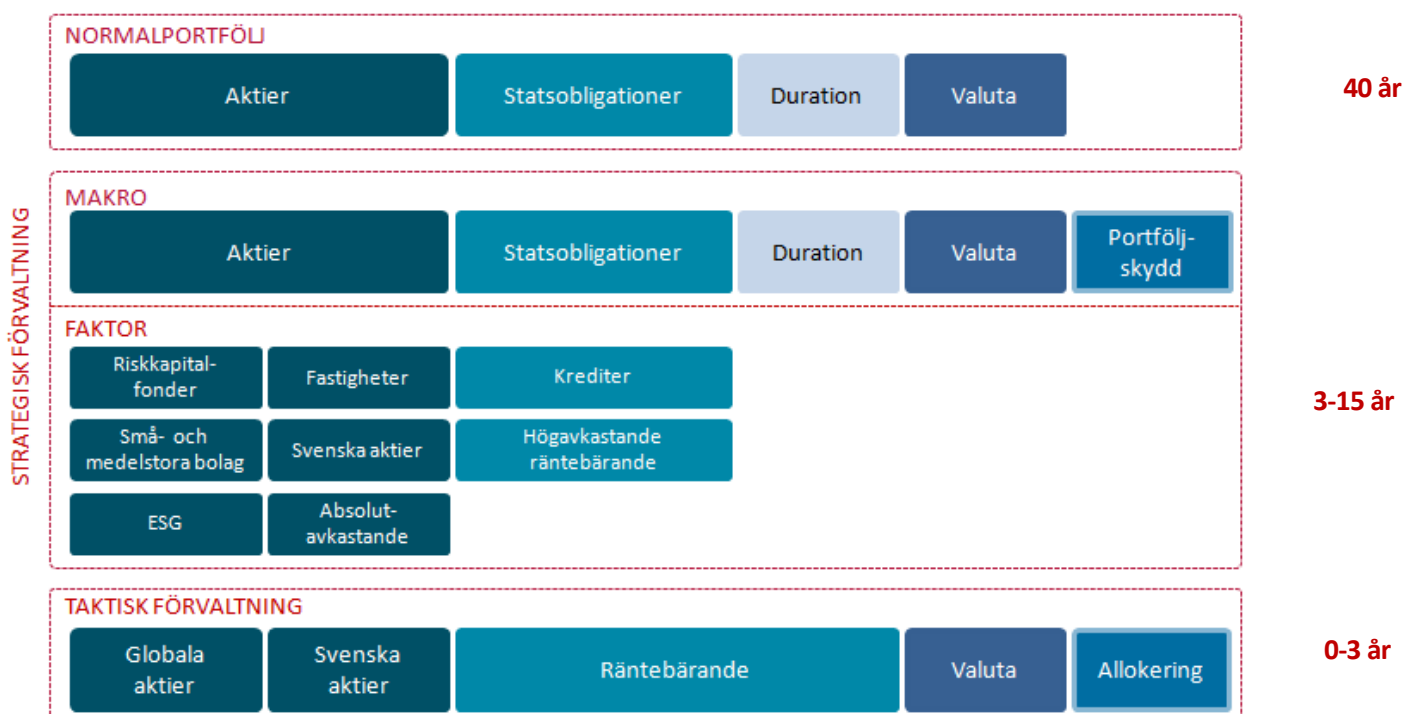 NORMALPORTFÖLJ
Aktier
Statsobligationer
Duration
Valuta
40 år
STRATEGISK FÖRVALTNING
MAKRO
Aktier
Statsobligationer
Duration
Valuta
Portfölj-
skydd
FAKTOR
Riskkapital-
fonder
Fastigheter
Krediter
3-15 år
Små- och
medelstora bolag
Svenska aktier
Högavkastande
räntebärande
ESG
Absolut-
avkastande
TAKTISK FÖRVALTNING
Globala
aktier
Svenska
aktier
Räntebärande
Valuta
Allokering
0-3 år